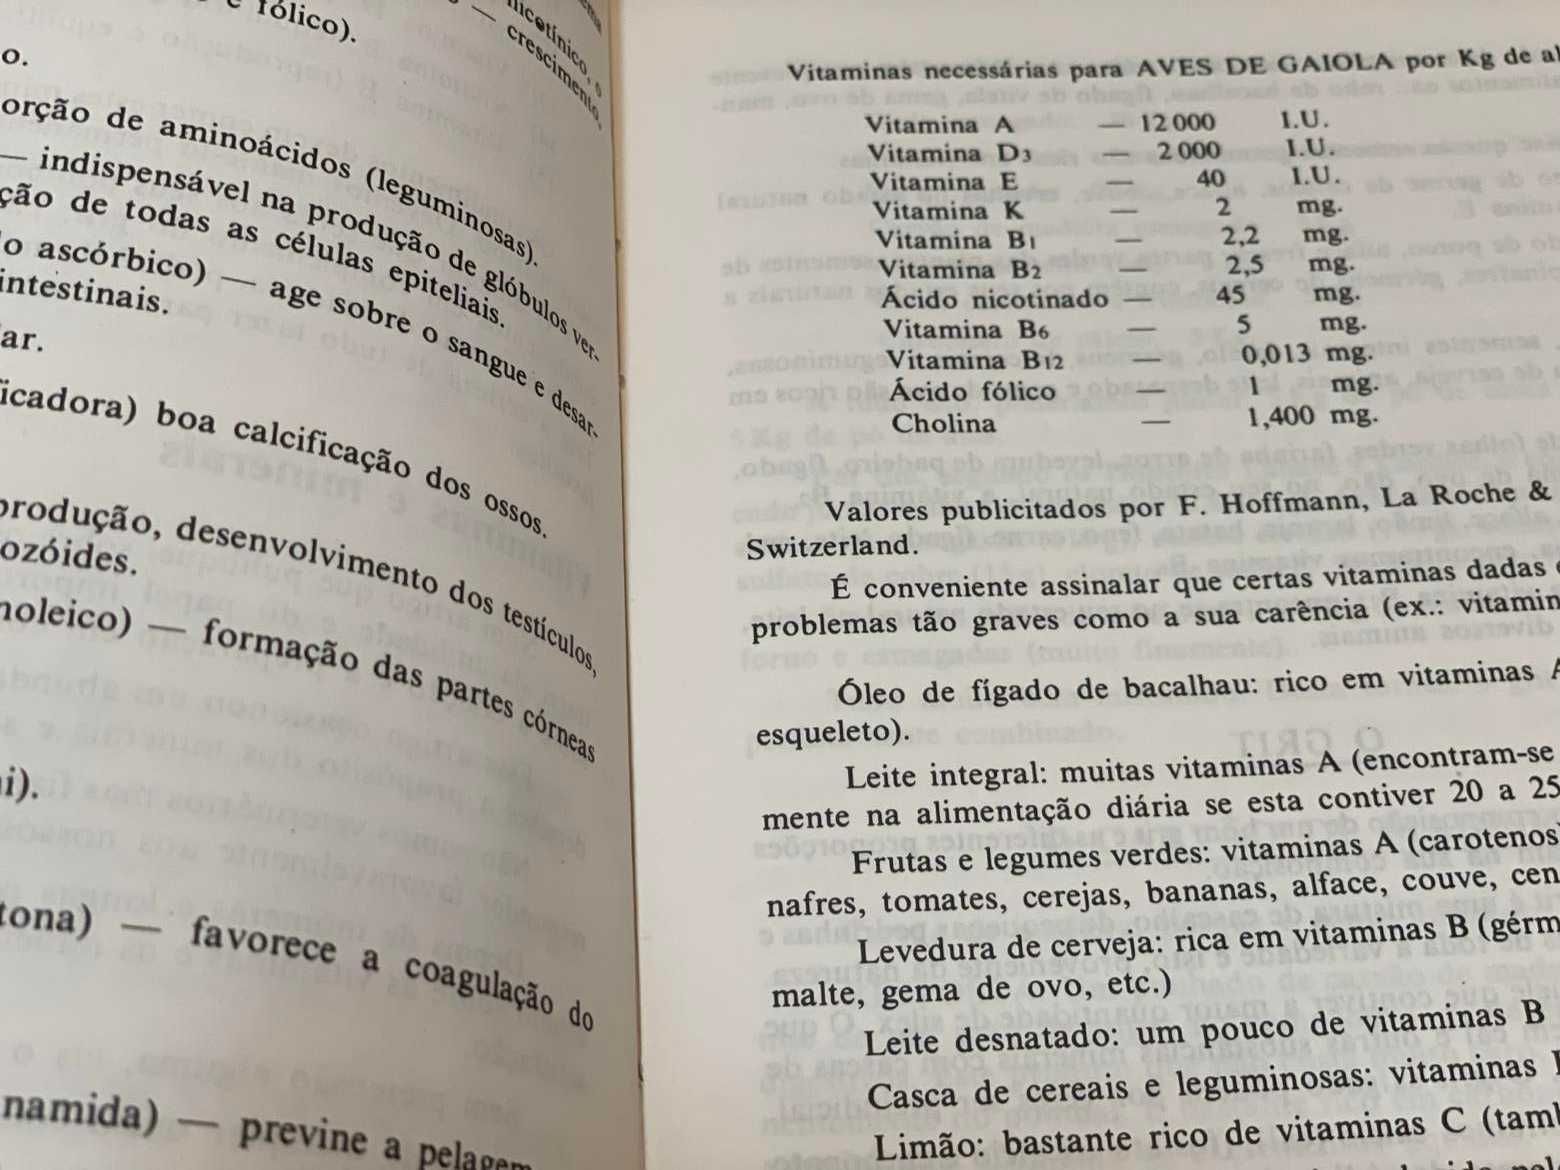 fólico).
nicotínico,
crescimento,
o.
orção de aminoácidos (leguminosas).
— indispensável na produção de glóbulos ver-
ção de todas as células epiteliais.
ascórbico) — age sobre o sangue e desar-
intestinais.
ar.
icadora) boa calcificação dos ossos.
produção, desenvolvimento dos testículos,
ozóides.
noleico) — formação das partes córneas
i).
tona) — favorece a coagulação do
namida) — previne a pelagem
Vitaminas necessárias para AVES DE GAIOLA por Kg de al
Vitamina A — 12 000 I.U.
Vitamina D3 — 2 000 I.U.
Vitamina E — 40 I.U.
Vitamina K — 2 mg.
Vitamina B1 — 2,2 mg.
Vitamina B2 — 2,5 mg.
Ácido nicotinado — 45 mg.
Vitamina B6 — 5 mg.
Vitamina B12 — 0,013 mg.
Ácido fólico — 1 mg.
Cholina — 1,400 mg.
Valores publicitados por F. Hoffmann, La Roche &
Switzerland.
É conveniente assinalar que certas vitaminas dadas
problemas tão graves como a sua carência (ex.: vitamin
Óleo de fígado de bacalhau: rico em vitaminas A
esqueleto).
Leite integral: muitas vitaminas A (encontram-se
mente na alimentação diária se esta contiver 20 a 25
Frutas e legumes verdes: vitaminas A (carotenos)
nafres, tomates, cerejas, bananas, alface, couve, cen
Levedura de cerveja: rica em vitaminas B (gérm
malte, gema de ovo, etc.)
Leite desnatado: um pouco de vitaminas B
Casca de cereais e leguminosas: vitaminas
Limão: bastante rico de vitaminas C (tamb